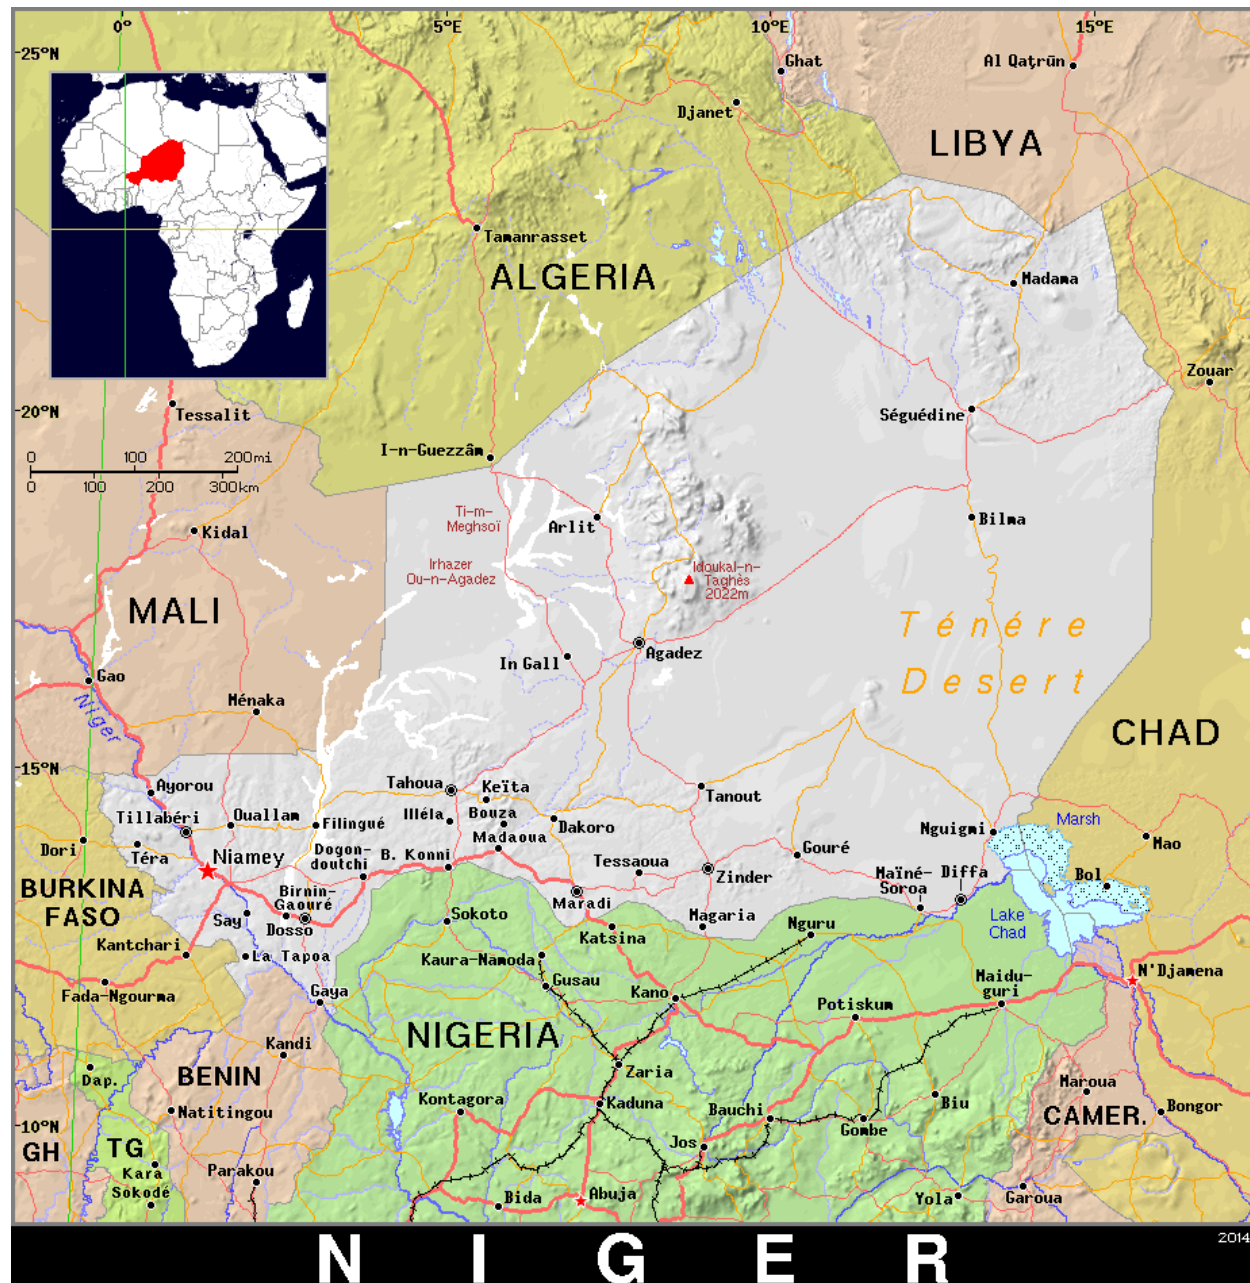 0°
5°E
10°E
15°E
25°N
Ghat
Al Qaţrūn
Djanet
LIBYA
Tamanrasset
ALGERIA
Madama
Zouar
20°N
Tessalit
Séguédine
I-n-Guezzâm
0 100 200mi
0 100 200 300km
Ti-m-
Meghsoï
Arlit
Bilma
Kidal
Irhazer
Ou-n-Agadez
Idoukal-n-
Taghès
2022m
MALI
Ténére
Desert
Agadez
In Gall
Gao
Niger
Ménaka
CHAD
15°N
Ayorou
Tahoua
Keïta
Tanout
Tillabéri
Ouallam
Filingué
Illéla
Bouza
Madaoua
Dakoro
Nguigmi
Marsh
Mao
Dori
Téra
Niamey
Dogon-
doutchi
B. Konni
Tessaoua
Zinder
Gouré
Maïné-
Soroa
Diffa
Bol
BURKINA
FASO
Birnin-
Gaouré
Say
Dosso
Maradi
Magaria
Lake
Chad
Sokoto
Katsina
Nguru
Kantchari
La Tapoa
Kaura-Namoda
N'Djamena
Fada-Ngourma
Gaya
Gusau
Kano
Potiskum
Maidu-
guri
NIGERIA
Kandi
Zaria
Dap.
BENIN
Maroua
Natitingou
Kontagora
Kaduna
Bauchi
Biu
CAMER.
Bongor
10°N
Gombe
GH
TG
Jos
Kara
Parakou
Sokodé
Bida
Abuja
Yola
Garoua
2014
NIGER